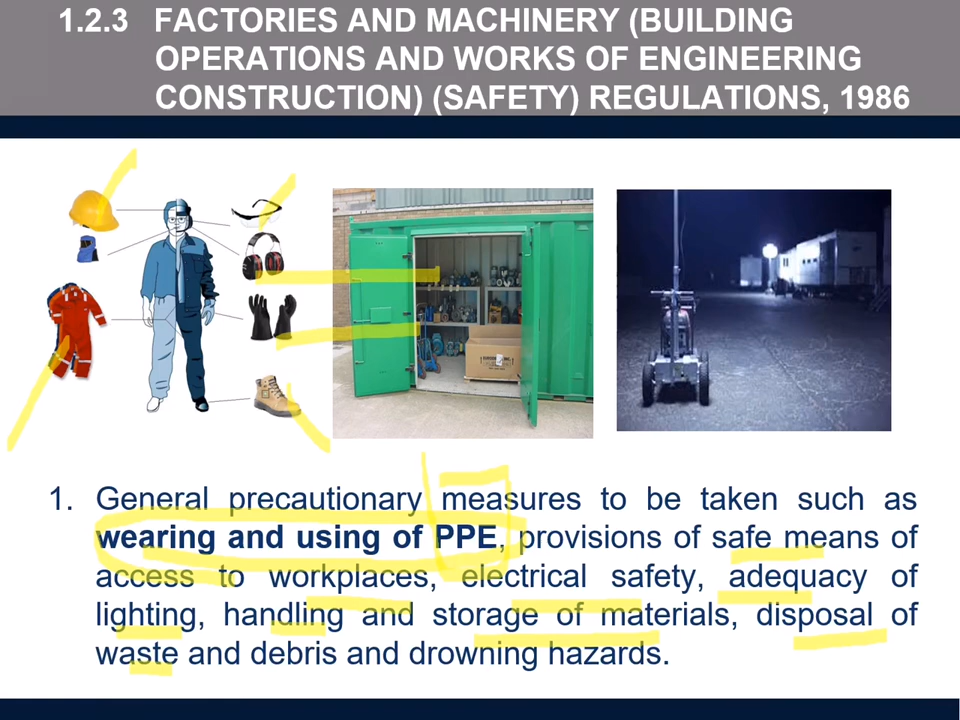 1.2.3 FACTORIES AND MACHINERY (BUILDING
OPERATIONS AND WORKS OF ENGINEERING
CONSTRUCTION) (SAFETY) REGULATIONS, 1986
1. General precautionary measures to be taken such as
wearing and using of PPE, provisions of safe means of
access to workplaces, electrical safety, adequacy of
lighting, handling and storage of materials, disposal of
waste and debris and drowning hazards.